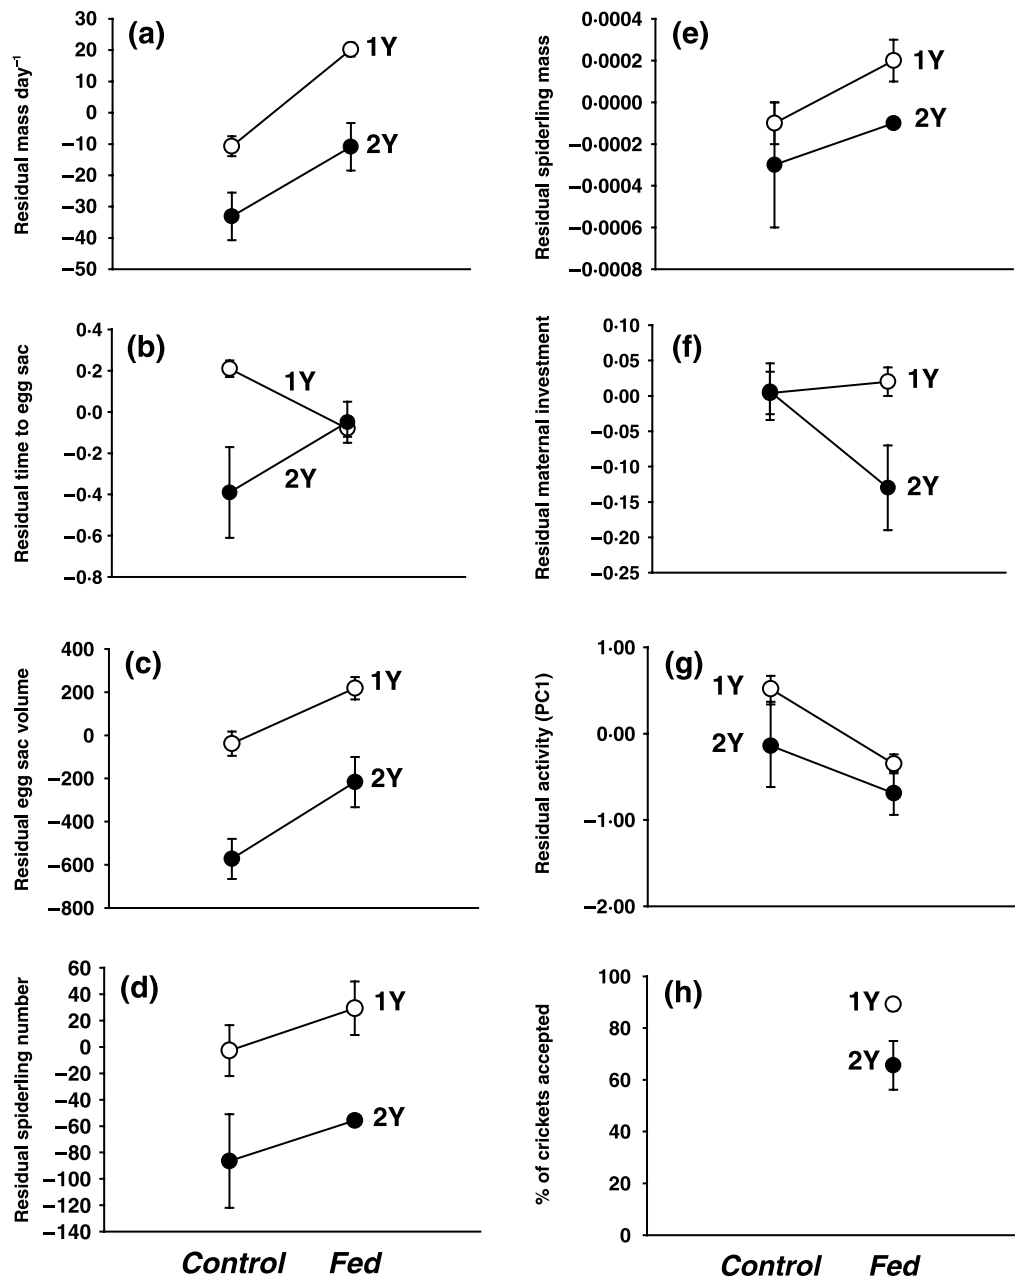 (a)
Residual mass day⁻¹
30
20
10
0
−10
−20
−30
−40
−50
1Y
2Y
(b)
Residual time to egg sac
0·4
0·2
0·0
−0·2
−0·4
−0·6
−0·8
1Y
2Y
(c)
Residual egg sac volume
400
200
0
−200
−400
−600
−800
1Y
2Y
(d)
Residual spiderling number
60
40
20
0
−20
−40
−60
−80
−100
−120
−140
1Y
2Y
Control Fed
(e)
Residual spiderling mass
0·0004
0·0002
0·0000
−0·0002
−0·0004
−0·0006
−0·0008
1Y
2Y
(f)
Residual maternal investment
0·10
0·05
0·00
−0·05
−0·10
−0·15
−0·20
−0·25
1Y
2Y
(g)
Residual activity (PC1)
1·00
0·00
−1·00
−2·00
1Y
2Y
(h)
% of crickets accepted
100
80
60
40
20
0
1Y
2Y
Control Fed